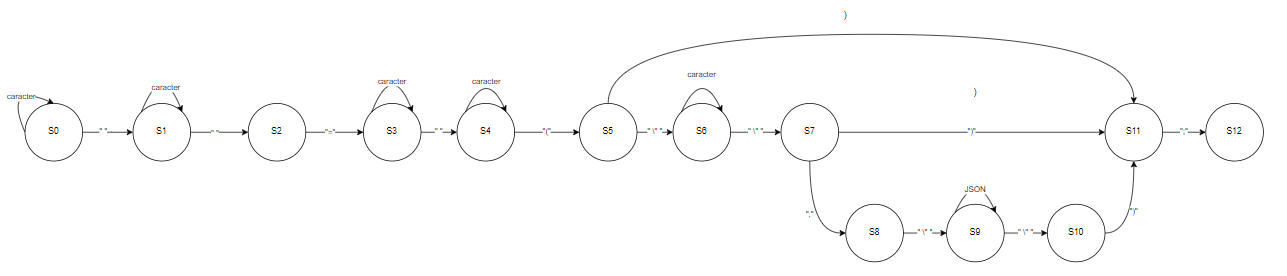 )
caracter
caracter
caracter
caracter
caracter
)
S0
" "
S1
" "
S2
"="
S3
" "
S4
"("
S5
" \" "
S6
" \" "
S7
")"
S11
";"
S12
JSON
","
S8
" \" "
S9
" \" "
S10
")"